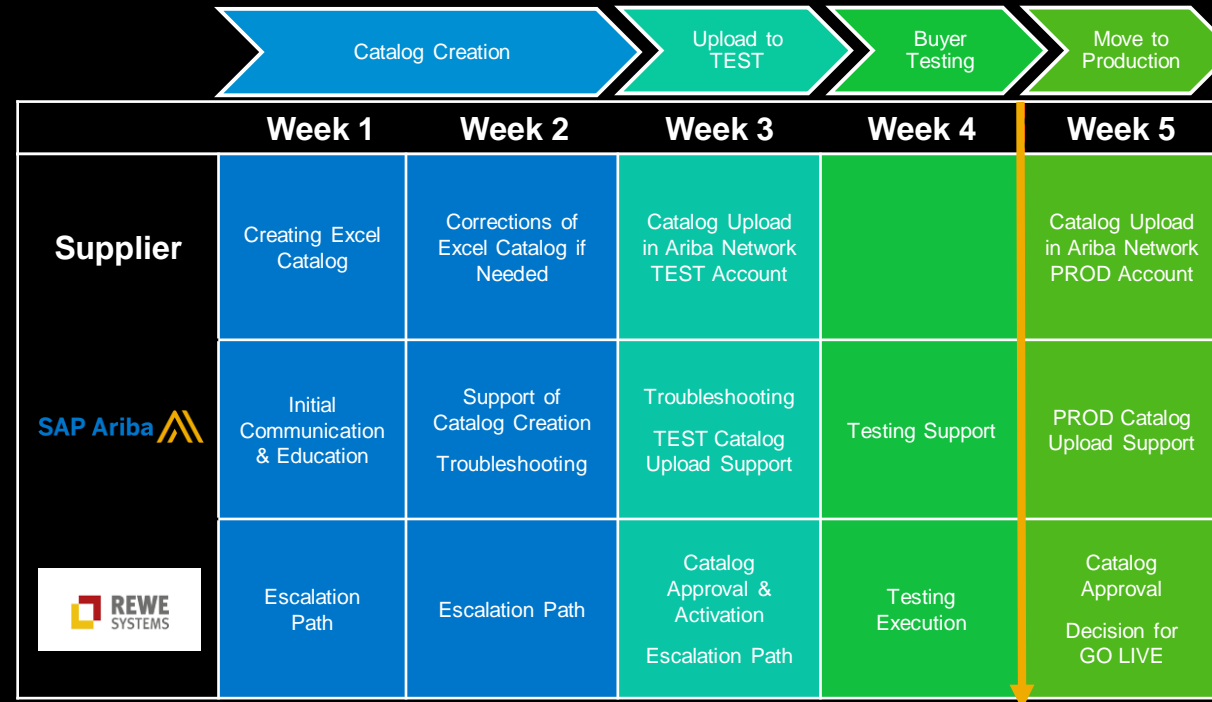 Catalog Creation
Upload to
TEST
Buyer
Testing
Move to
Production
Week 1
Week 2
Week 3
Week 4
Week 5
Supplier
Creating Excel
Catalog
Corrections of
Excel Catalog if
Needed
Catalog Upload
in Ariba Network
TEST Account
Catalog Upload
in Ariba Network
PROD Account
SAP Ariba
Initial
Communication
& Education
Support of
Catalog Creation
Troubleshooting
Troubleshooting
TEST Catalog
Upload Support
Testing Support
PROD Catalog
Upload Support
REWE
SYSTEMS
Escalation
Path
Escalation Path
Catalog
Approval &
Activation
Escalation Path
Testing
Execution
Catalog
Approval
Decision for
GO LIVE